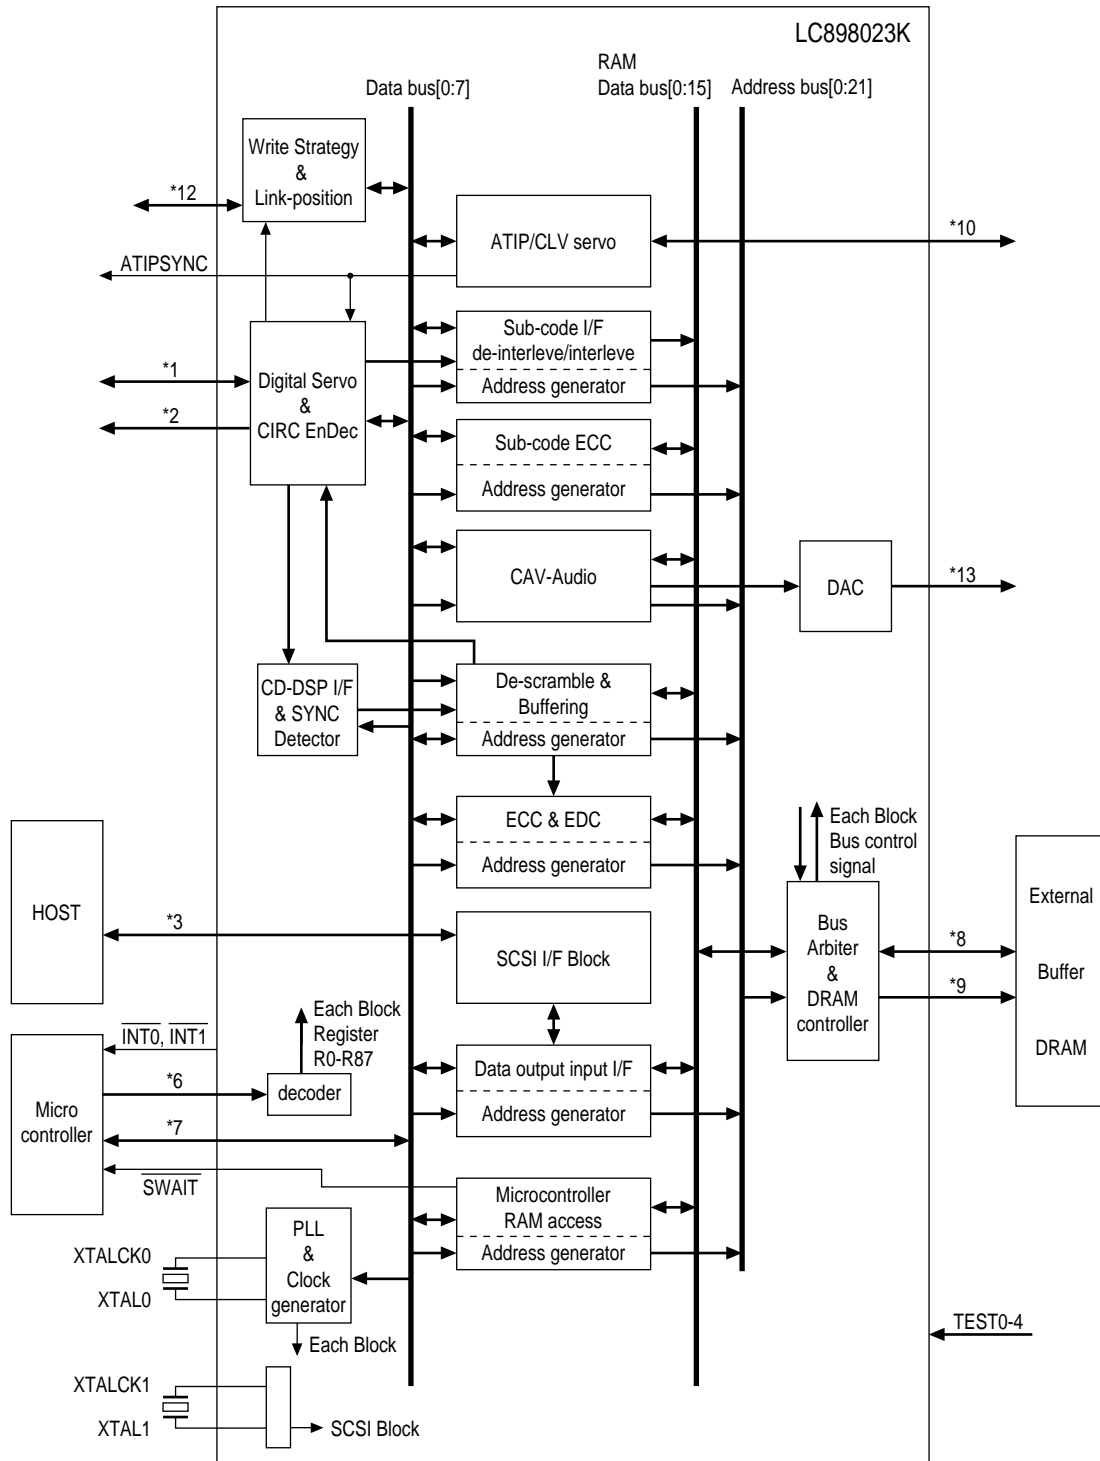 LC898023K
RAM
Data bus[0:7]
Data bus[0:15]
Address bus[0:21]
Write Strategy
&
Link-position
*12
ATIP/CLV servo
*10
ATIPSYNC
Sub-code I/F
de-interleve/interleve
Address generator
*1
Digital Servo
&
CIRC EnDec
*2
Sub-code ECC
Address generator
CAV-Audio
DAC
*13
CD-DSP I/F
& SYNC
Detector
De-scramble &
Buffering
Address generator
ECC & EDC
Address generator
Each Block
Bus control
signal
HOST
*3
SCSI I/F Block
Bus
Arbiter
&
DRAM
controller
*8
*9
External
Buffer
DRAM
INT0, INT1
Each Block
Register
R0-R87
*6
decoder
Micro
controller
*7
Data output input I/F
Address generator
SWAIT
Microcontroller
RAM access
Address generator
XTALCK0
XTAL0
PLL
&
Clock
generator
Each Block
TEST0-4
XTALCK1
XTAL1
SCSI Block